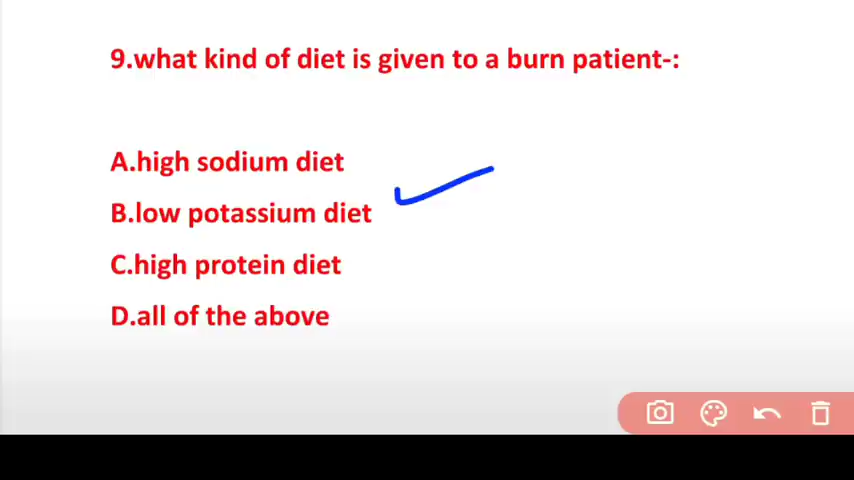 9.what kind of diet is given to a burn patient-:
A.high sodium diet
B.low potassium diet
C.high protein diet
D.all of the above